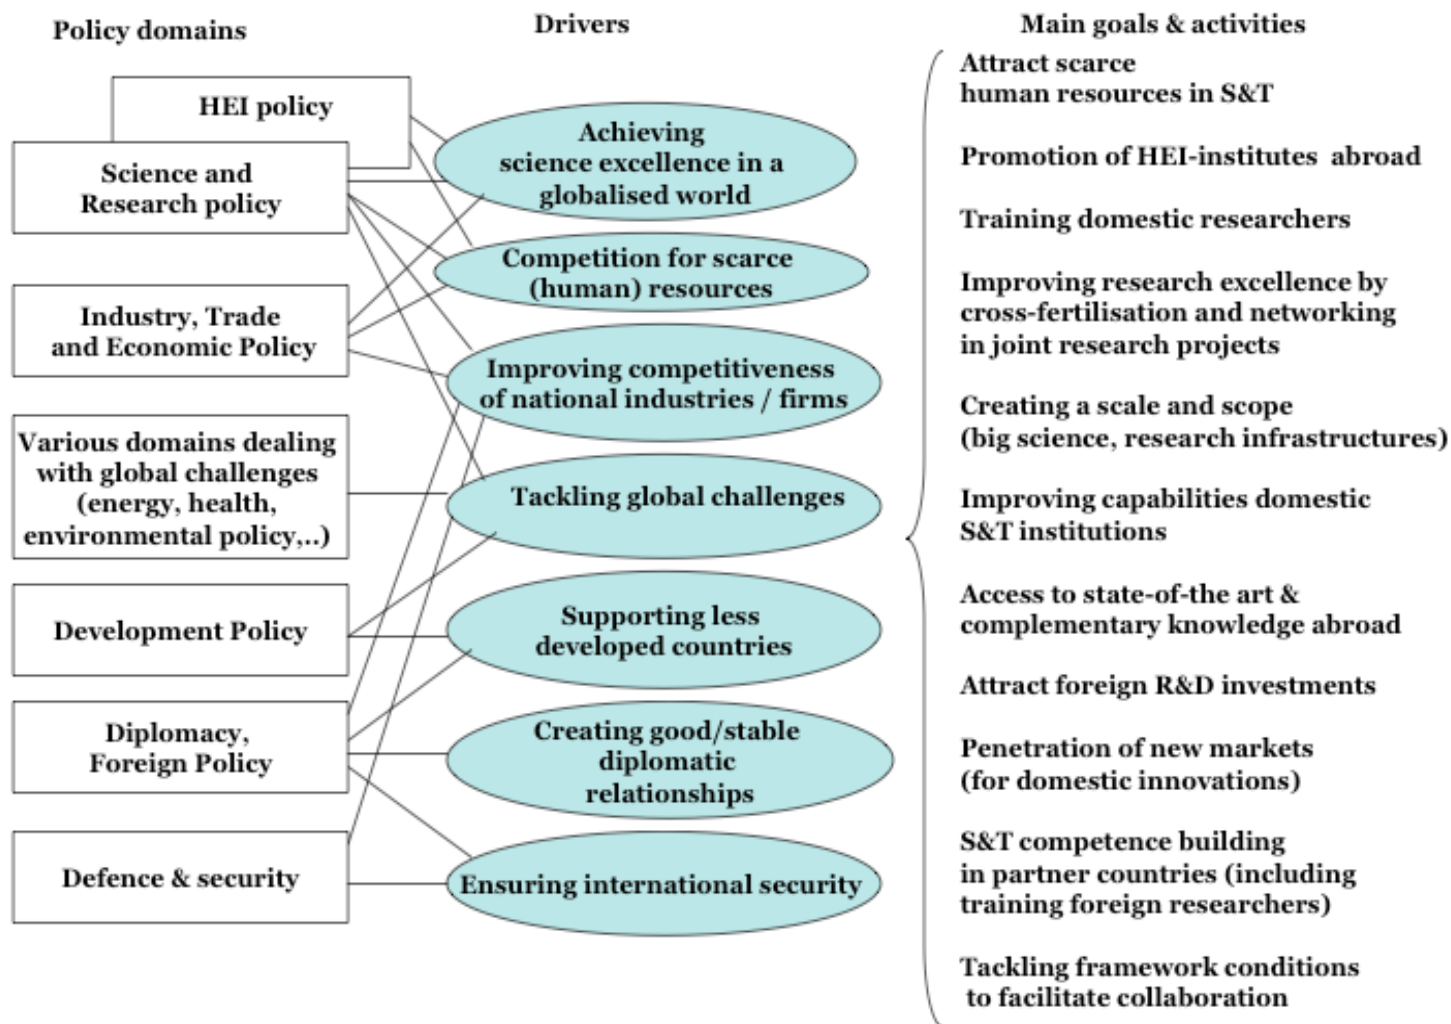 Policy domains
Drivers
Main goals & activities
HEI policy
Science and
Research policy
Industry, Trade
and Economic Policy
Various domains dealing
with global challenges
(energy, health,
environmental policy,..)
Development Policy
Diplomacy,
Foreign Policy
Defence & security
Achieving
science excellence in a
globalised world
Competition for scarce
(human) resources
Improving competitiveness
of national industries / firms
Tackling global challenges
Supporting less
developed countries
Creating good/stable
diplomatic
relationships
Ensuring international security
Attract scarce
human resources in S&T
Promotion of HEI-institutes abroad
Training domestic researchers
Improving research excellence by
cross-fertilisation and networking
in joint research projects
Creating a scale and scope
(big science, research infrastructures)
Improving capabilities domestic
S&T institutions
Access to state-of-the art &
complementary knowledge abroad
Attract foreign R&D investments
Penetration of new markets
(for domestic innovations)
S&T competence building
in partner countries (including
training foreign researchers)
Tackling framework conditions
to facilitate collaboration